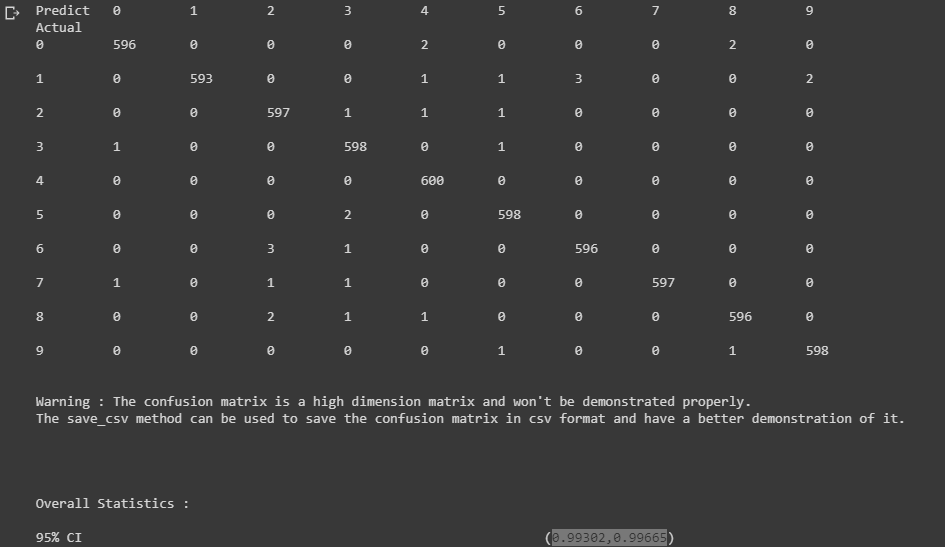 Predict 0 1 2 3 4 5 6 7 8 9
Actual
0 596 0 0 0 2 0 0 0 2 0
1 0 593 0 0 1 1 3 0 0 2
2 0 0 597 1 1 1 0 0 0 0
3 1 0 0 598 0 1 0 0 0 0
4 0 0 0 0 600 0 0 0 0 0
5 0 0 0 2 0 598 0 0 0 0
6 0 0 3 1 0 0 596 0 0 0
7 1 0 1 1 0 0 0 597 0 0
8 0 0 2 1 1 0 0 0 596 0
9 0 0 0 0 0 1 0 0 1 598
Warning : The confusion matrix is a high dimension matrix and won't be demonstrated properly.
The save_csv method can be used to save the confusion matrix in csv format and have a better demonstration of it.
Overall Statistics :
95% CI (0.99302,0.99665)